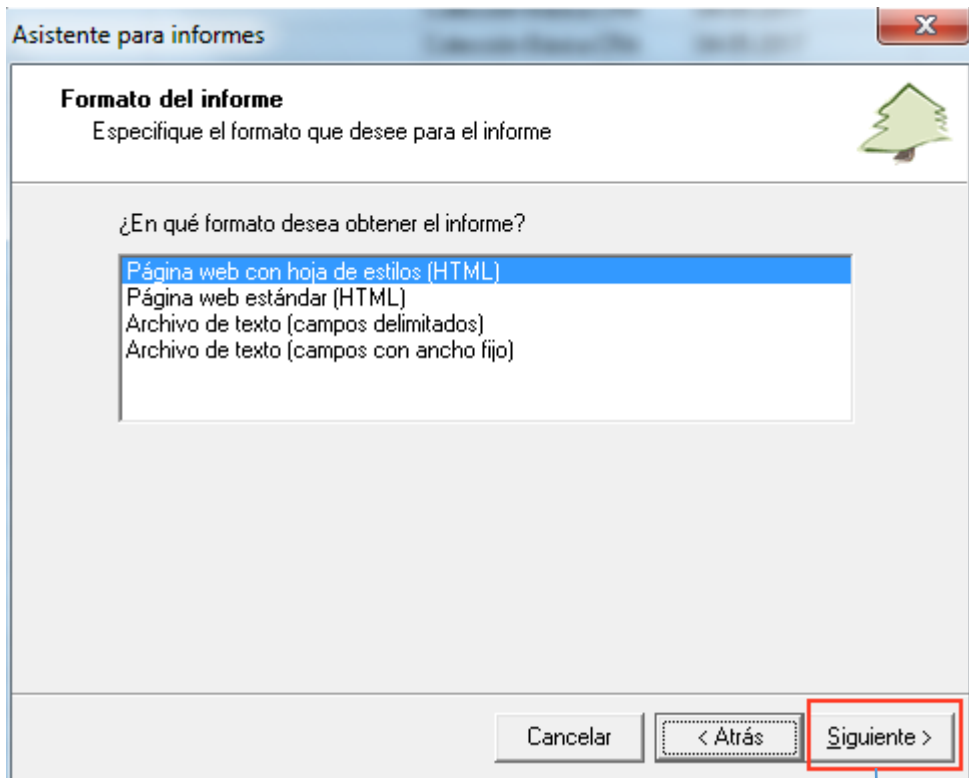 Asistente para informes
Formato del informe
Especifique el formato que desee para el informe
¿En qué formato desea obtener el informe?
Página web con hoja de estilos (HTML)
Página web estándar (HTML)
Archivo de texto (campos delimitados)
Archivo de texto (campos con ancho fijo)
Cancelar < Atrás Siguiente >